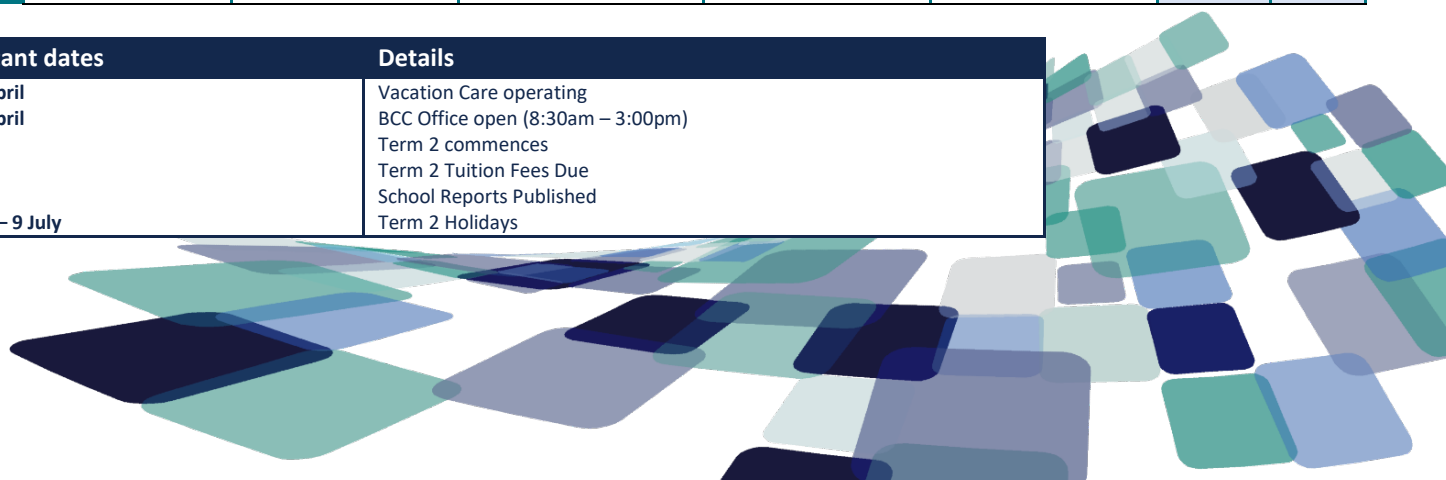 ant dates Details
pril Vacation Care operating
pril BCC Office open (8:30am – 3:00pm)
Term 2 commences
Term 2 Tuition Fees Due
School Reports Published
– 9 July Term 2 Holidays